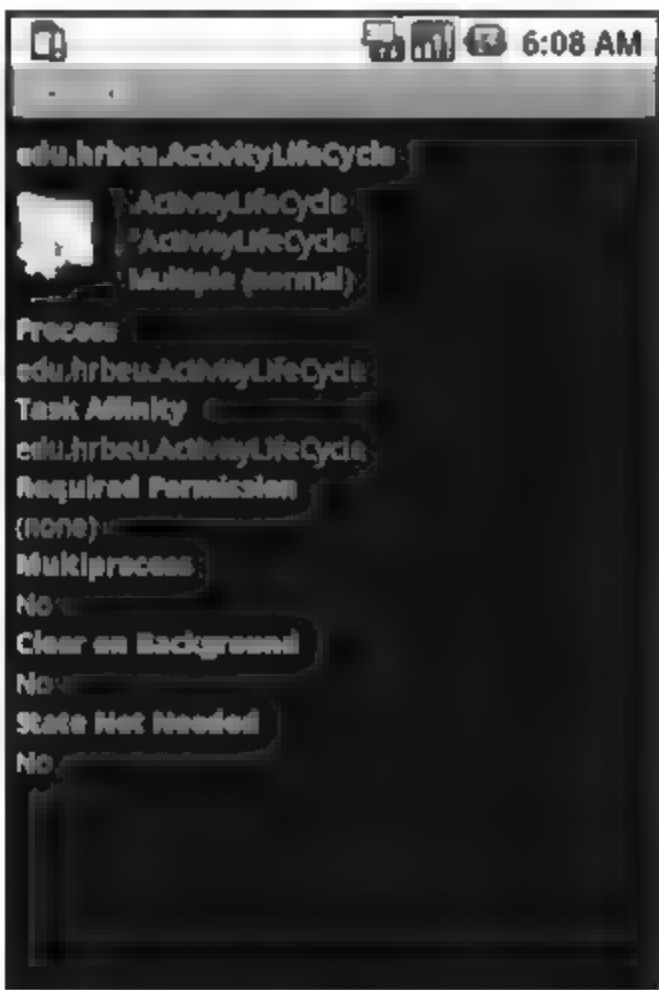 6:08 AM
edu.hrbeu.ActivityLifeCycle
.ActivityLifeCycle
"ActivityLifeCycle"
Multiple (normal)
Process
edu.hrbeu.ActivityLifeCycle
Task Affinity
edu.hrbeu.ActivityLifeCycle
Required Permission
(none)
Multiprocess
No
Clear on Background
No
State Not Needed
No